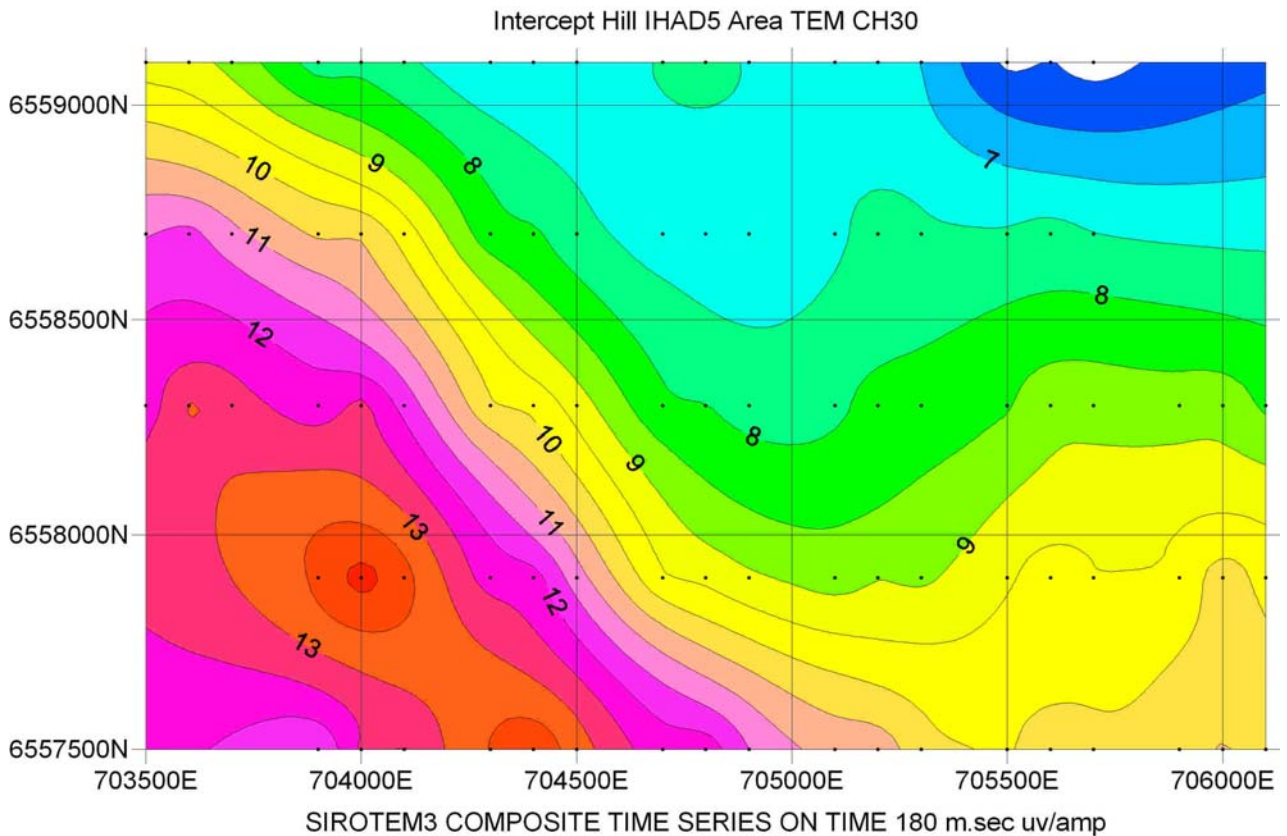 Intercept Hill IHAD5 Area TEM CH30
6559000N
10
9
8
7
11
8
6558500N
12
10
9
8
13
11
9
6558000N
12
13
6557500N
703500E 704000E 704500E 705000E 705500E 706000E
SIROTEM3 COMPOSITE TIME SERIES ON TIME 180 m.sec uv/amp